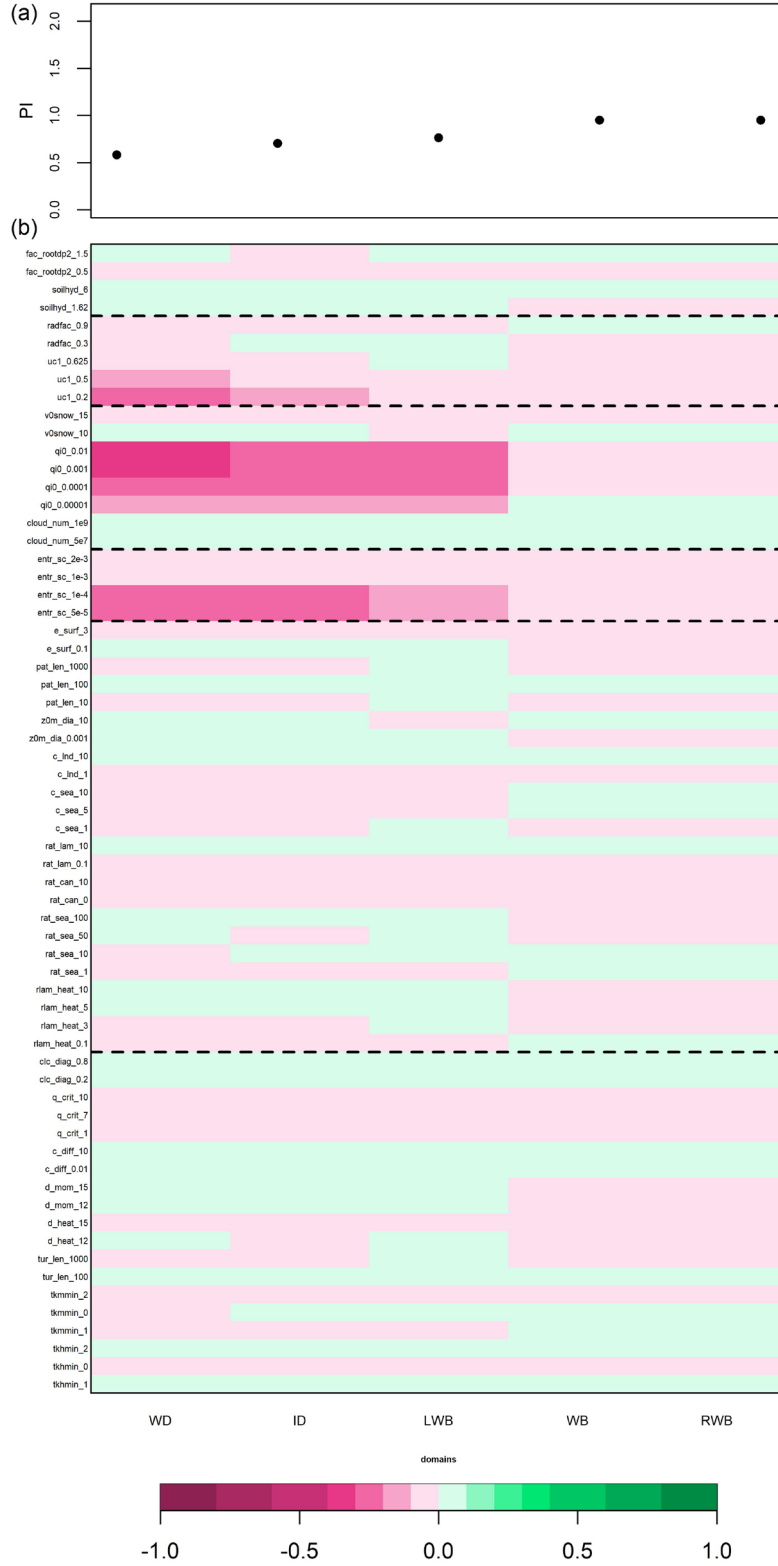 (a)
2.0
1.5
1.0
0.5
0.0
PI
(b)
fac_rootdp2_1.5
fac_rootdp2_0.5
soilhyd_6
soilhyd_1.62
radfac_0.9
radfac_0.3
uc1_0.625
uc1_0.5
uc1_0.2
v0snow_15
v0snow_10
qi0_0.01
qi0_0.001
qi0_0.0001
qi0_0.00001
cloud_num_1e9
cloud_num_5e7
entr_sc_2e-3
entr_sc_1e-3
entr_sc_1e-4
entr_sc_5e-5
e_surf_3
e_surf_0.1
pat_len_1000
pat_len_100
pat_len_10
z0m_dia_10
z0m_dia_0.001
c_lnd_10
c_lnd_1
c_sea_10
c_sea_5
c_sea_1
rat_lam_10
rat_lam_0.1
rat_can_10
rat_can_0
rat_sea_100
rat_sea_50
rat_sea_10
rat_sea_1
rlam_heat_10
rlam_heat_5
rlam_heat_3
rlam_heat_0.1
clc_diag_0.8
clc_diag_0.2
q_crit_10
q_crit_7
q_crit_1
c_diff_10
c_diff_0.01
d_mom_15
d_mom_12
d_heat_15
d_heat_12
tur_len_1000
tur_len_100
tkmmin_2
tkmmin_0
tkmmin_1
tkhmin_2
tkhmin_0
tkhmin_1
WD ID LWB WB RWB
domains
-1.0 -0.5 0.0 0.5 1.0